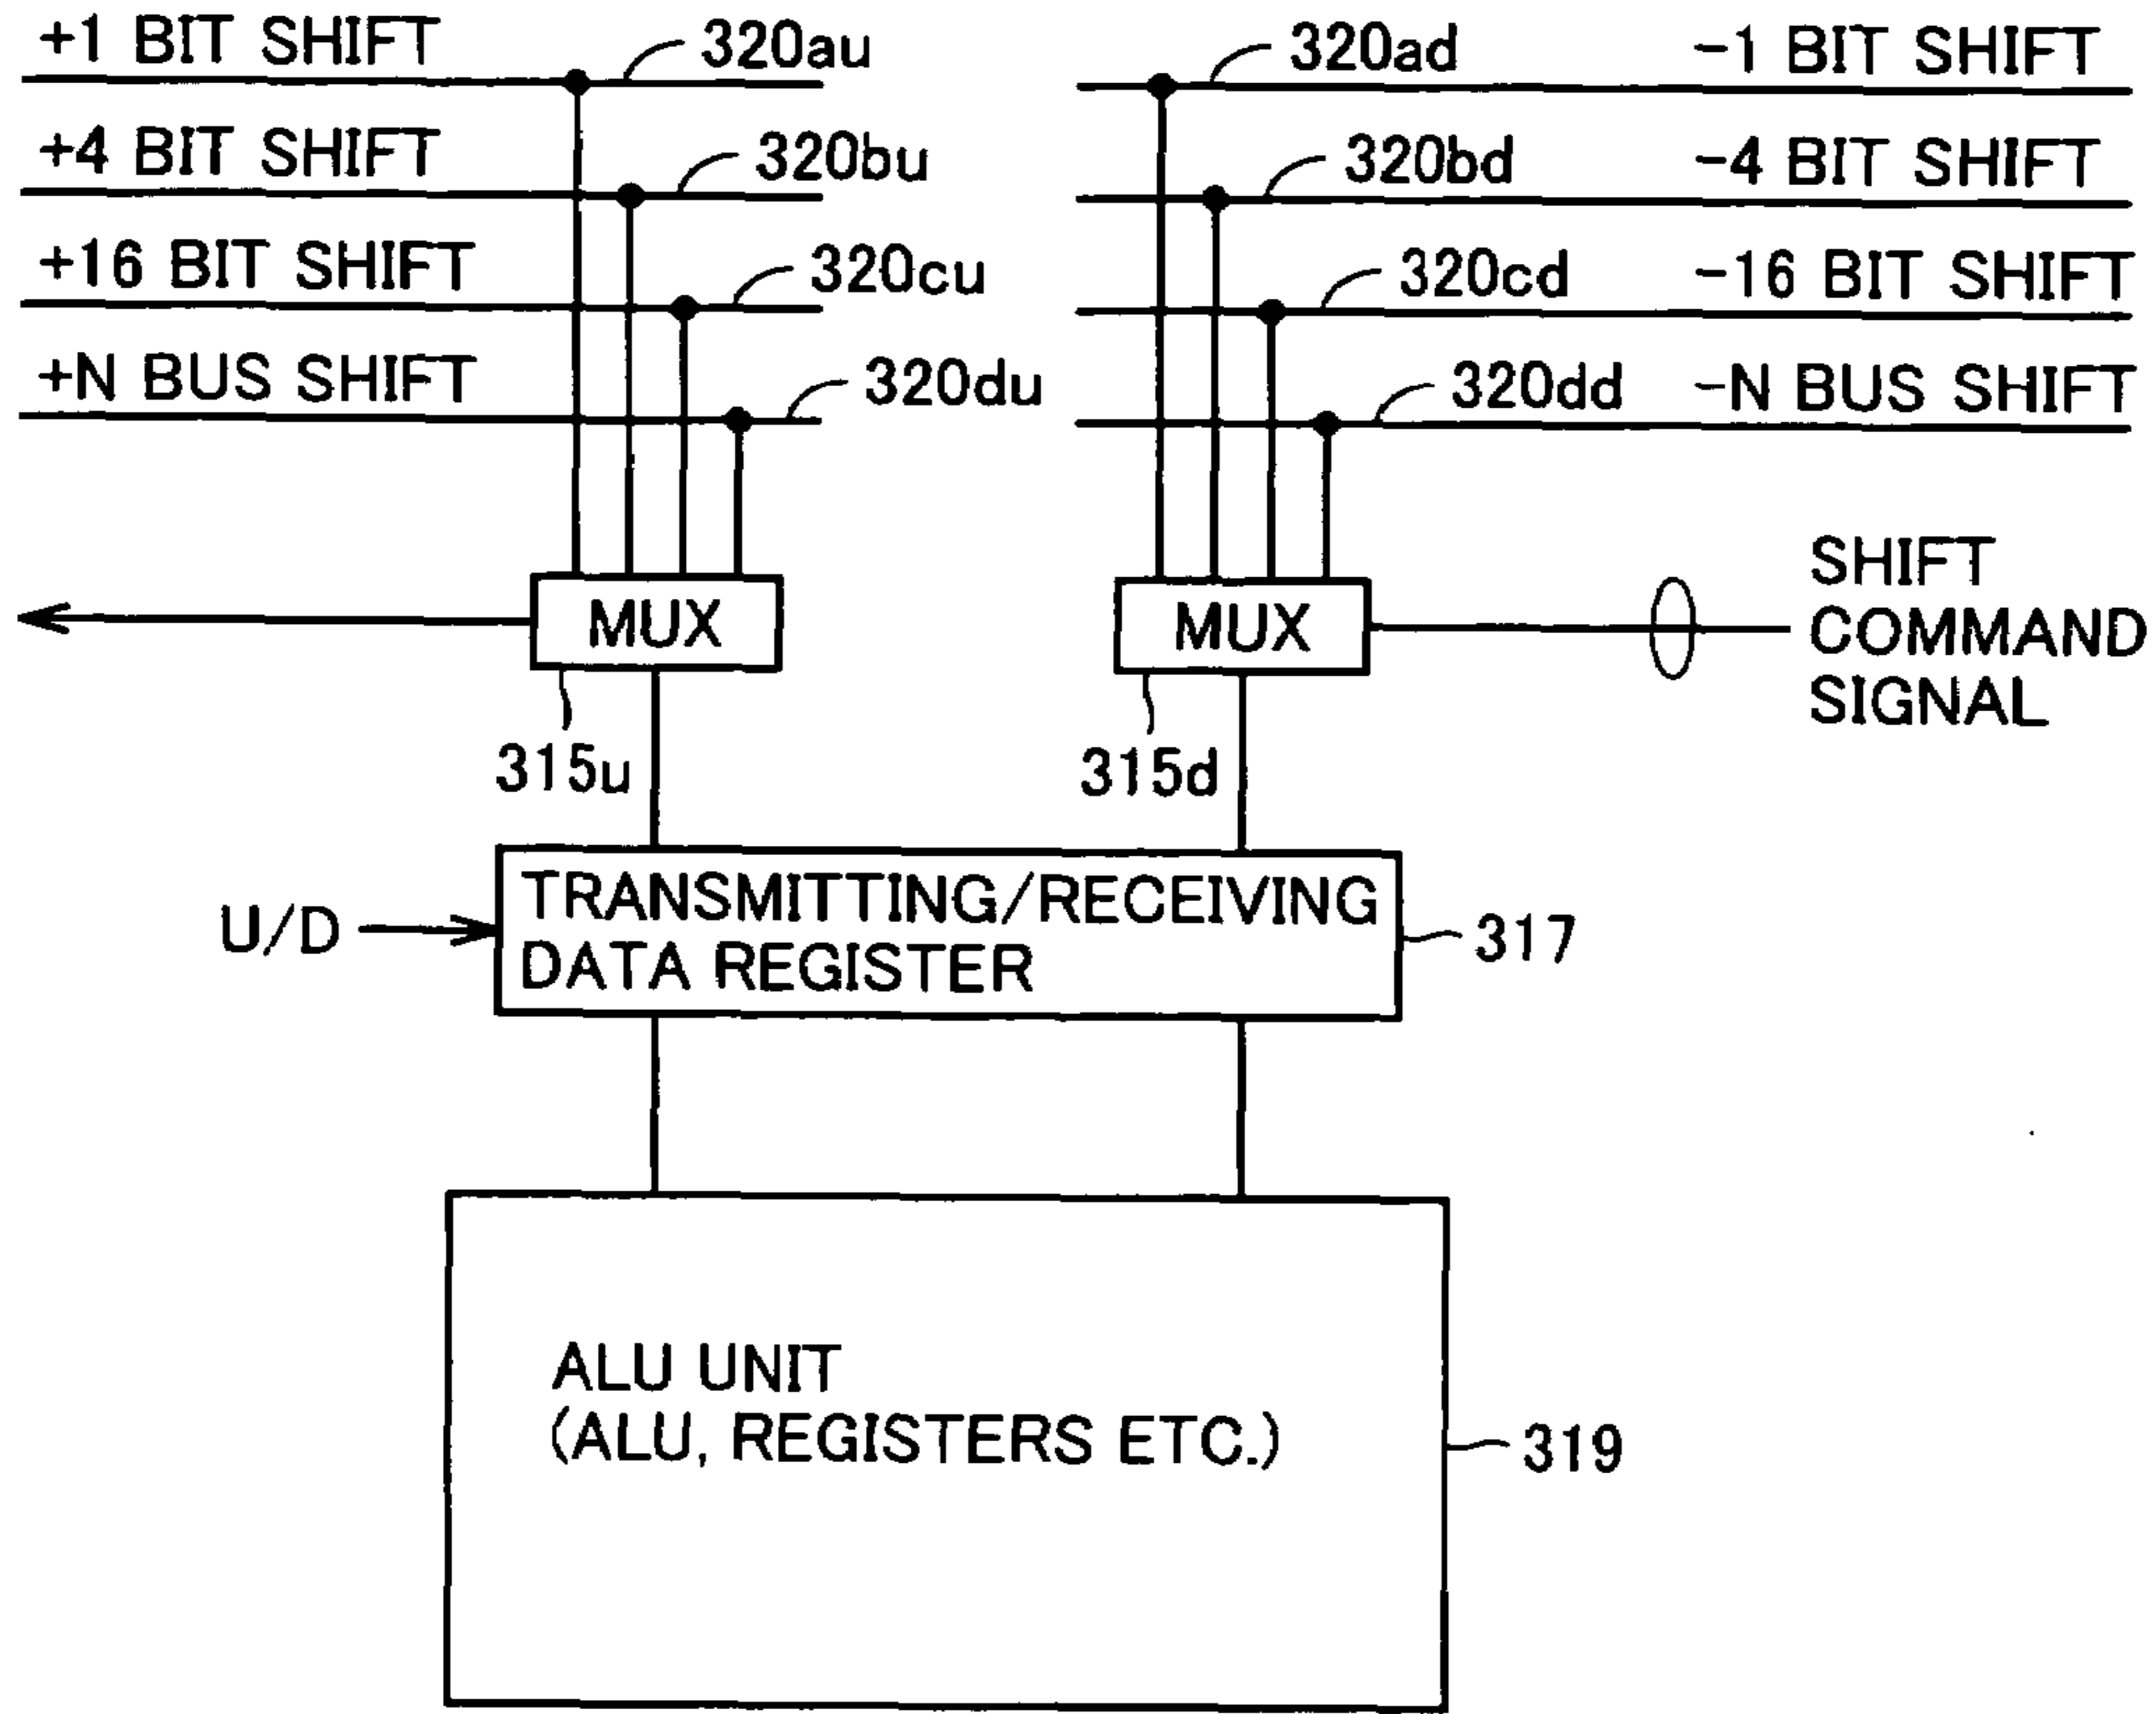 +1 BIT SHIFT 320au 320ad -1 BIT SHIFT
+4 BIT SHIFT 320bu 320bd -4 BIT SHIFT
+16 BIT SHIFT 320cu 320cd -16 BIT SHIFT
+N BUS SHIFT 320du 320dd -N BUS SHIFT
MUX MUX
SHIFT
COMMAND
SIGNAL
315u 315d
U/D
TRANSMITTING/RECEIVING
DATA REGISTER
317
ALU UNIT
(ALU, REGISTERS ETC.)
319